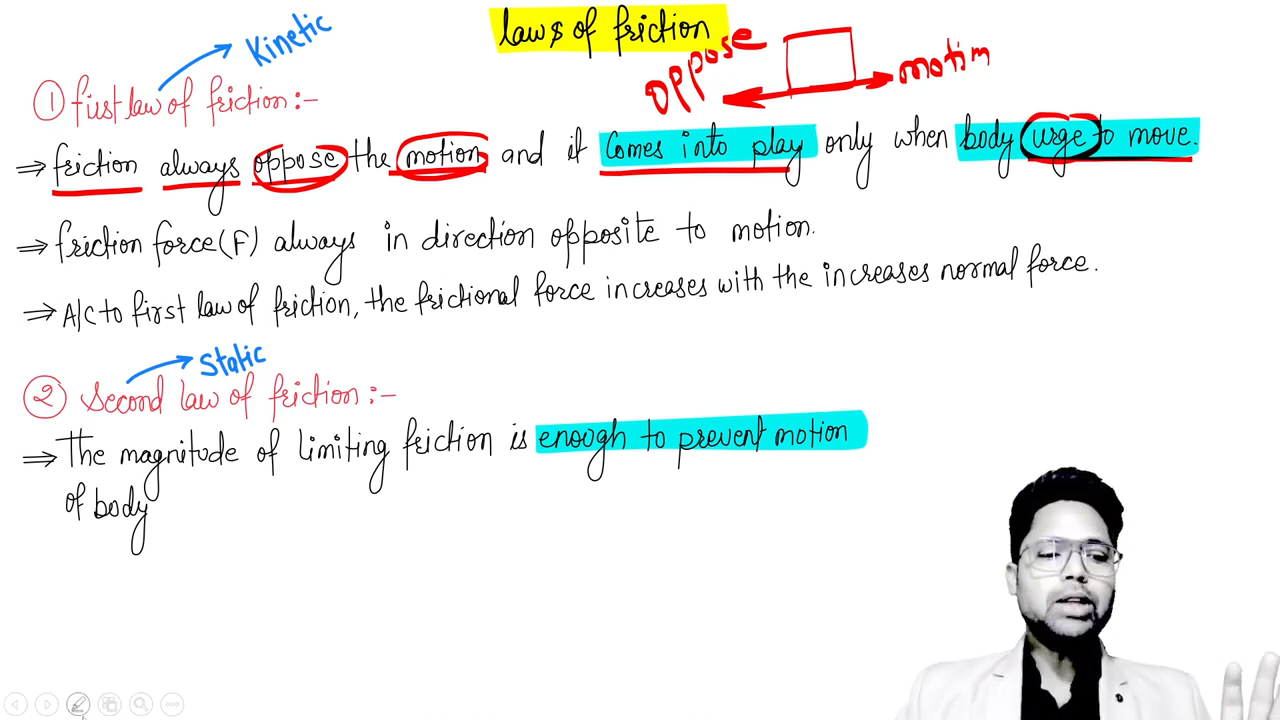 laws of friction
Kinetic
oppose
motim
① first law of friction :-
⇒ friction always oppose the motion and it Comes into play only when body urge to move.
⇒ friction force(F) always in direction opposite to motion.
⇒ A/C to first law of friction, the frictional force increases with the increases normal force.
Static
② Second law of friction :-
⇒ The magnitude of limiting friction is enough to prevent motion
of body